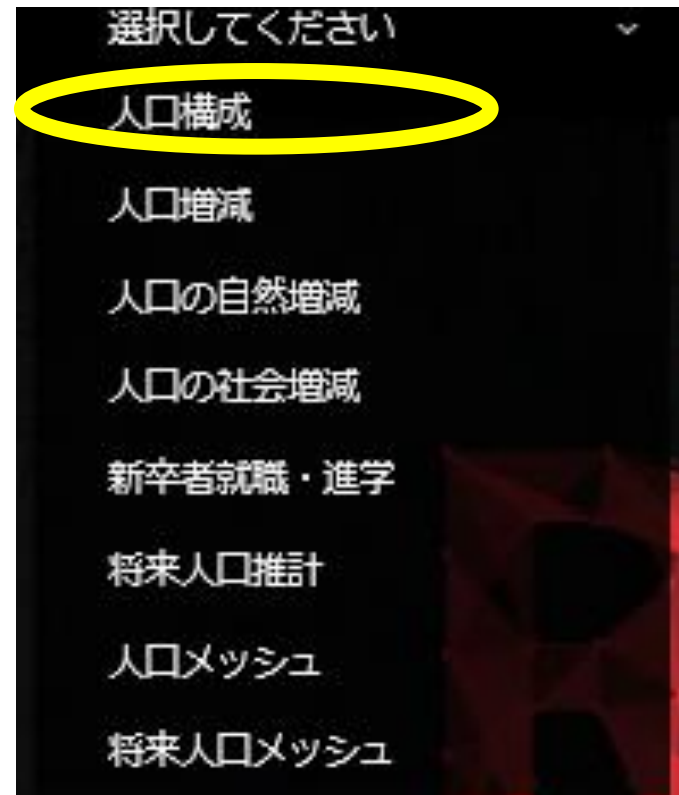 選択してください
人口構成
人口増減
人口の自然増減
人口の社会増減
新卒者就職・進学
将来人口推計
人口メッシュ
将来人口メッシュ